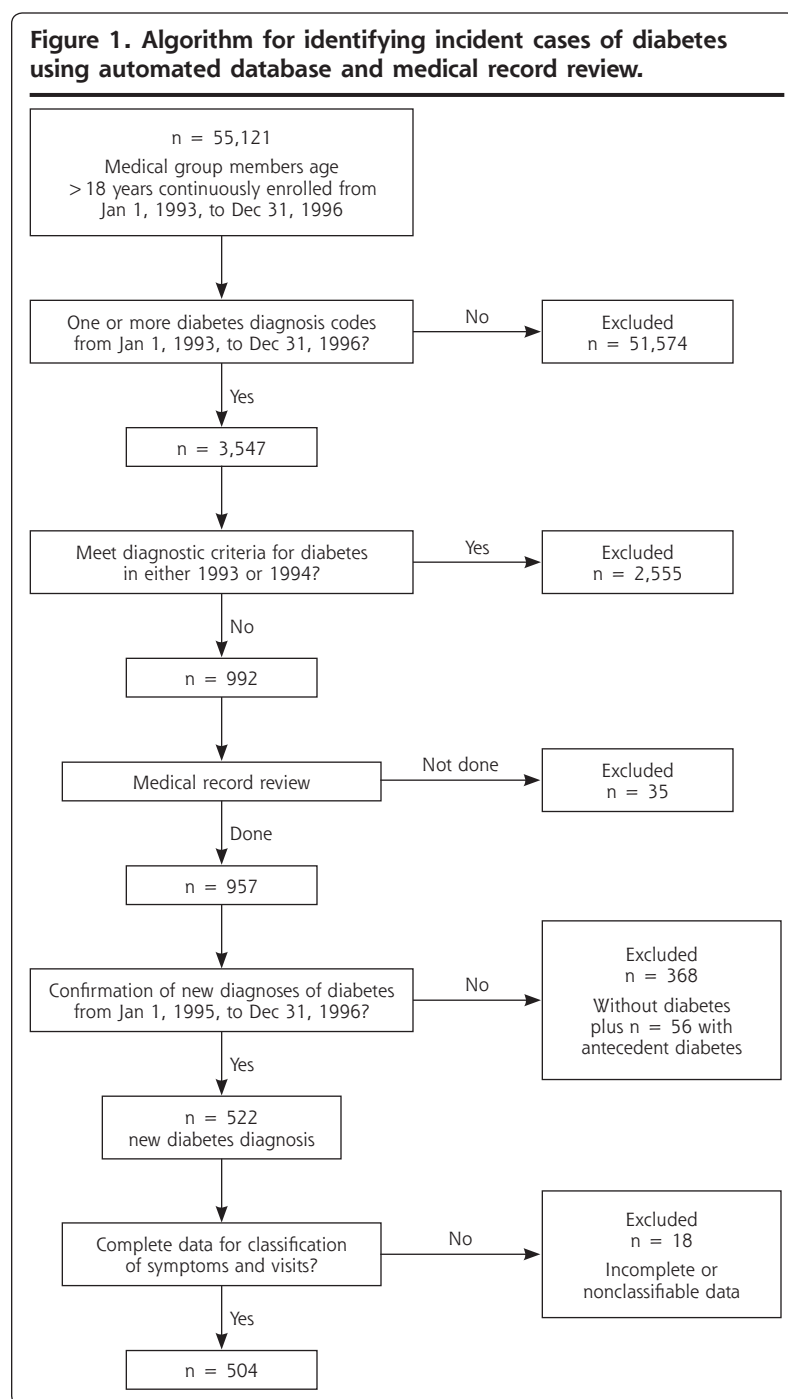 Figure 1. Algorithm for identifying incident cases of diabetes
using automated database and medical record review.
n = 55,121
Medical group members age
> 18 years continuously enrolled from
Jan 1, 1993, to Dec 31, 1996
One or more diabetes diagnosis codes
from Jan 1, 1993, to Dec 31, 1996?
No
Excluded
n = 51,574
Yes
n = 3,547
Meet diagnostic criteria for diabetes
in either 1993 or 1994?
Yes
Excluded
n = 2,555
No
n = 992
Medical record review
Not done
Excluded
n = 35
Done
n = 957
Confirmation of new diagnoses of diabetes
from Jan 1, 1995, to Dec 31, 1996?
No
Excluded
n = 368
Without diabetes
plus n = 56 with
antecedent diabetes
Yes
n = 522
new diabetes diagnosis
Complete data for classification
of symptoms and visits?
No
Excluded
n = 18
Incomplete or
nonclassifiable data
Yes
n = 504